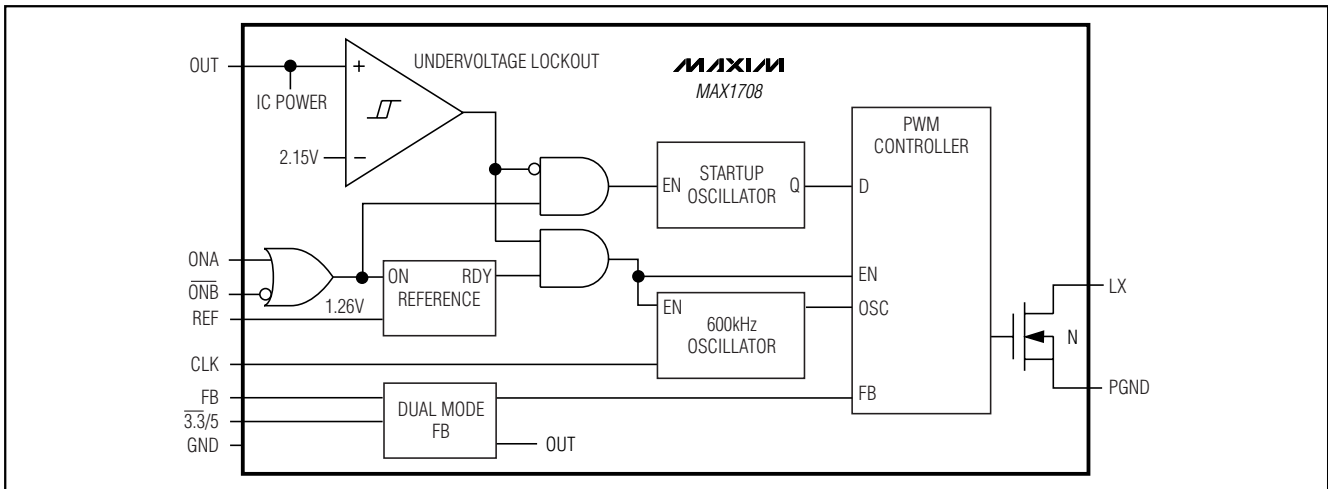 UNDERVOLTAGE LOCKOUT
MAXIM
MAX1708
OUT
+
IC POWER
2.15V
−
PWM
CONTROLLER
STARTUP
OSCILLATOR
EN
Q
D
ONA
O̅N̅B̅
1.26V
REF
ON
RDY
REFERENCE
EN
EN
600kHz
OSCILLATOR
OSC
LX
N
PGND
CLK
FB
3̅.3̅/5
GND
DUAL MODE
FB
OUT
FB